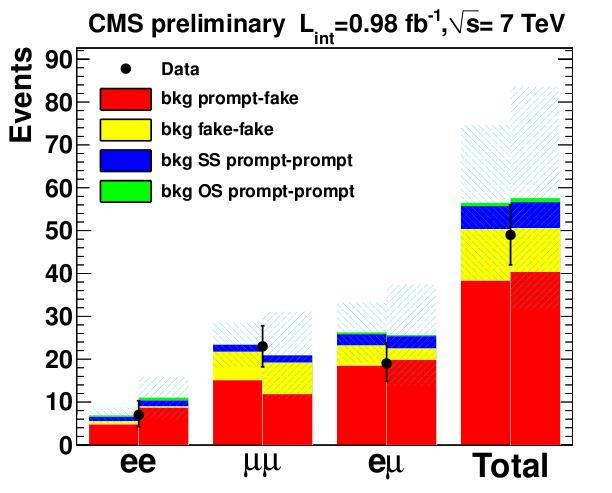 CMS preliminary L_int=0.98 fb⁻¹,√s= 7 TeV
Events
90
80
70
60
50
40
30
20
10
0
Data
bkg prompt-fake
bkg fake-fake
bkg SS prompt-prompt
bkg OS prompt-prompt
ee μμ eμ Total